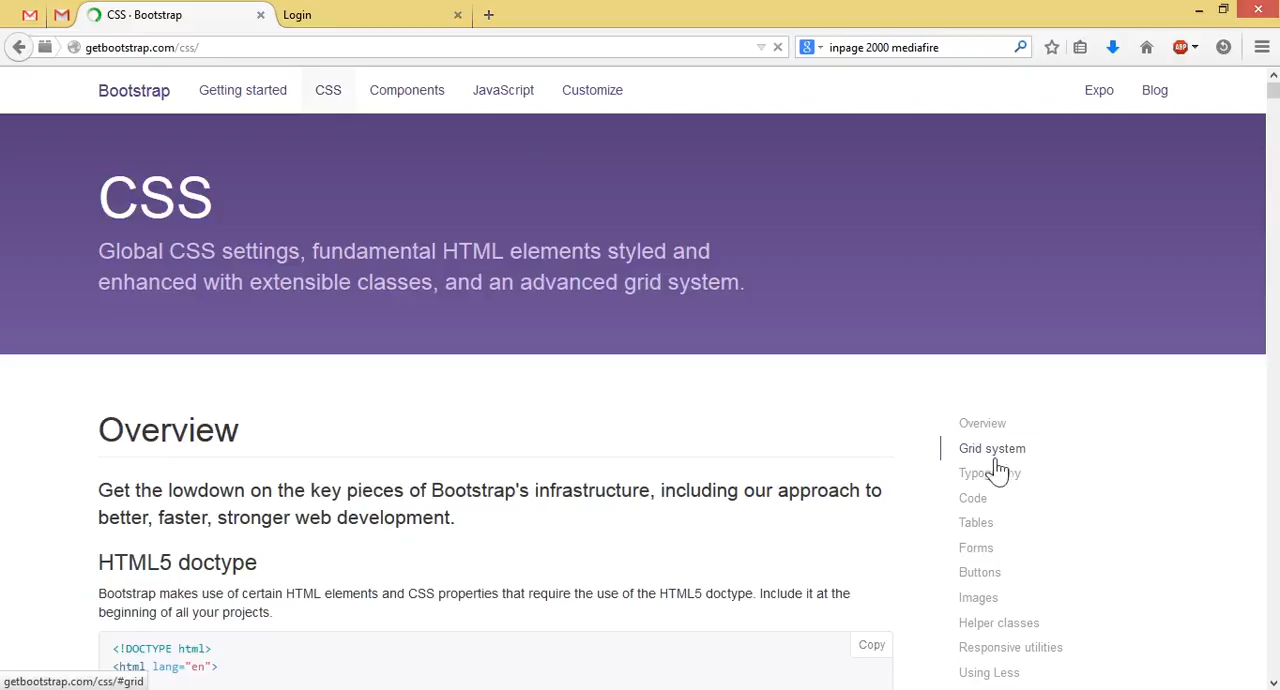 CSS · Bootstrap
Login
getbootstrap.com/css/
inpage 2000 mediafire
ABP
Bootstrap
Getting started
CSS
Components
JavaScript
Customize
Expo
Blog
CSS
Global CSS settings, fundamental HTML elements styled and
enhanced with extensible classes, and an advanced grid system.
Overview
Get the lowdown on the key pieces of Bootstrap's infrastructure, including our approach to
better, faster, stronger web development.
HTML5 doctype
Bootstrap makes use of certain HTML elements and CSS properties that require the use of the HTML5 doctype. Include it at the
beginning of all your projects.
Copy
<!DOCTYPE html>
<html lang="en">
Overview
Grid system
Typography
Code
Tables
Forms
Buttons
Images
Helper classes
Responsive utilities
Using Less
getbootstrap.com/css/#grid